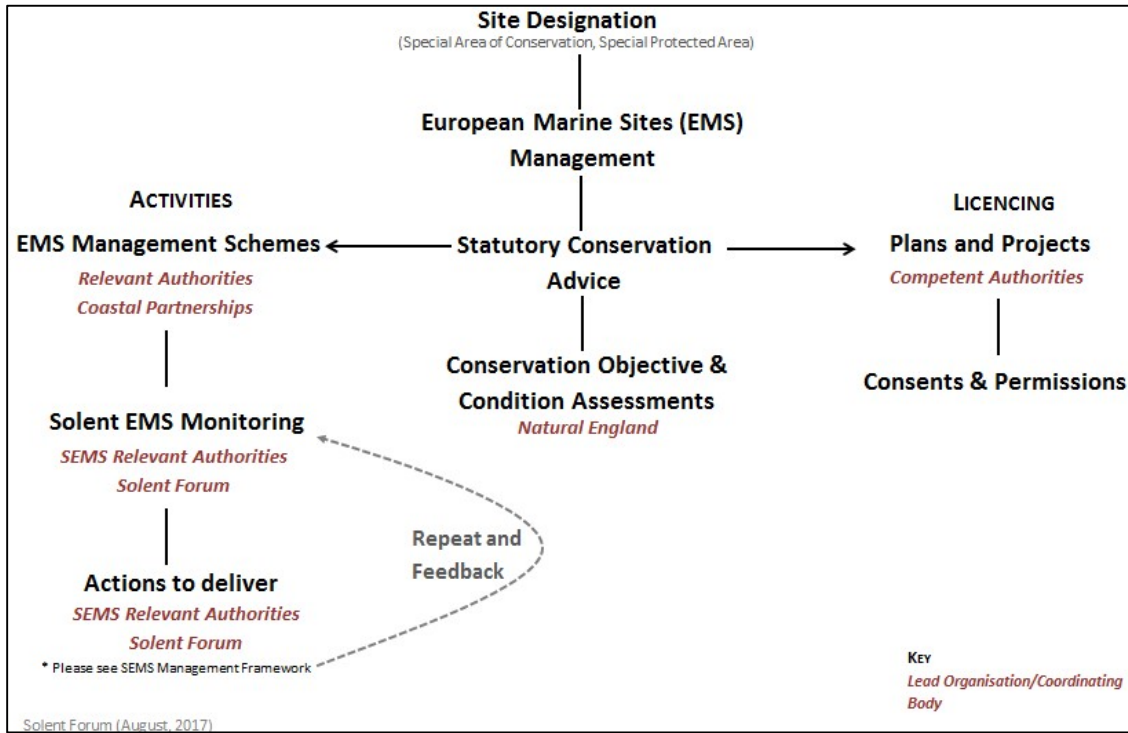 Site Designation
(Special Area of Conservation, Special Protected Area)
European Marine Sites (EMS)
Management
ACTIVITIES
EMS Management Schemes
Relevant Authorities
Coastal Partnerships
Statutory Conservation
Advice
LICENCING
Plans and Projects
Competent Authorities
Conservation Objective &
Condition Assessments
Natural England
Consents & Permissions
Solent EMS Monitoring
SEMS Relevant Authorities
Solent Forum
Repeat and
Feedback
Actions to deliver
SEMS Relevant Authorities
Solent Forum
* Please see SEMS Management Framework
KEY
Lead Organisation/Coordinating
Body
Solent Forum (August, 2017)